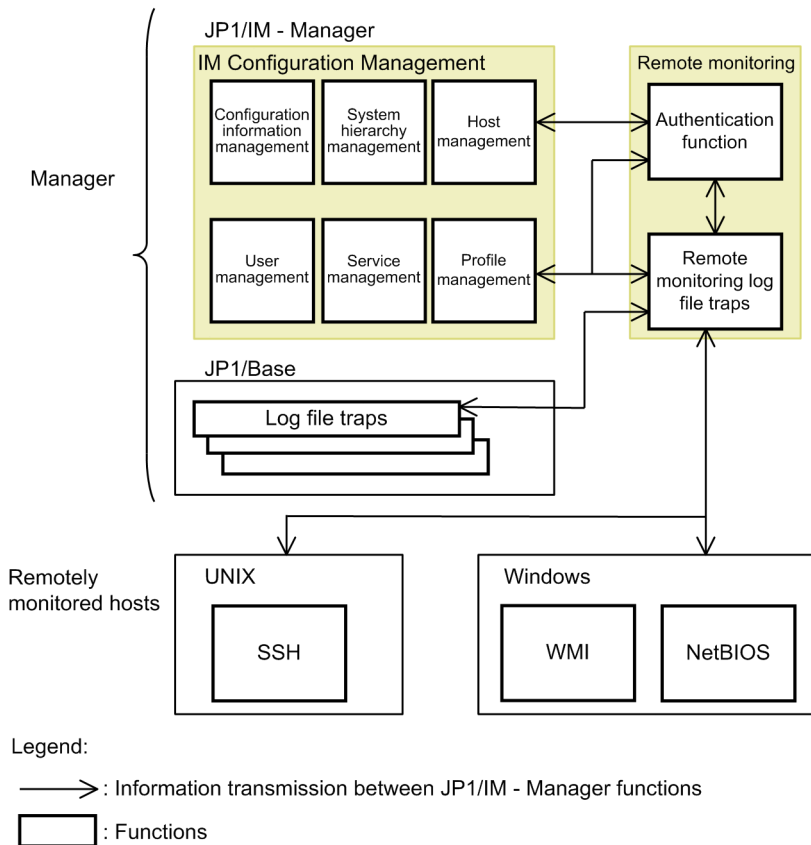 JP1/IM - Manager
IM Configuration Management
Remote monitoring
Configuration
information
management
System
hierarchy
management
Host
management
Authentication
function
Manager
User
management
Service
management
Profile
management
Remote
monitoring log
file traps
JP1/Base
Log file traps
Remotely
monitored hosts
UNIX
SSH
Windows
WMI
NetBIOS
Legend:
: Information transmission between JP1/IM - Manager functions
: Functions